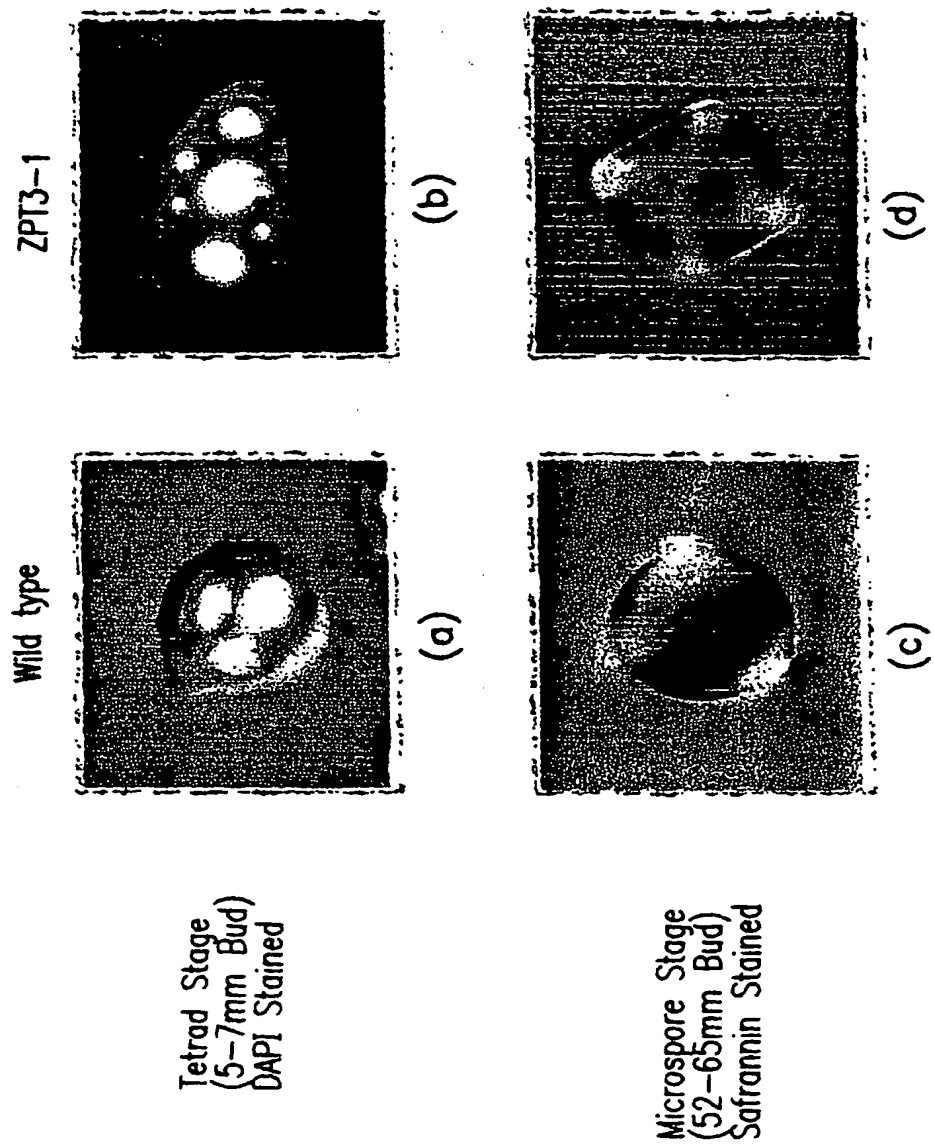 Wild type
ZPT3-1
Tetrad Stage
(5-7mm Bud)
DAPI Stained
(a)
(b)
Microspore Stage
(52-65mm Bud)
Safrannin Stained
(c)
(d)